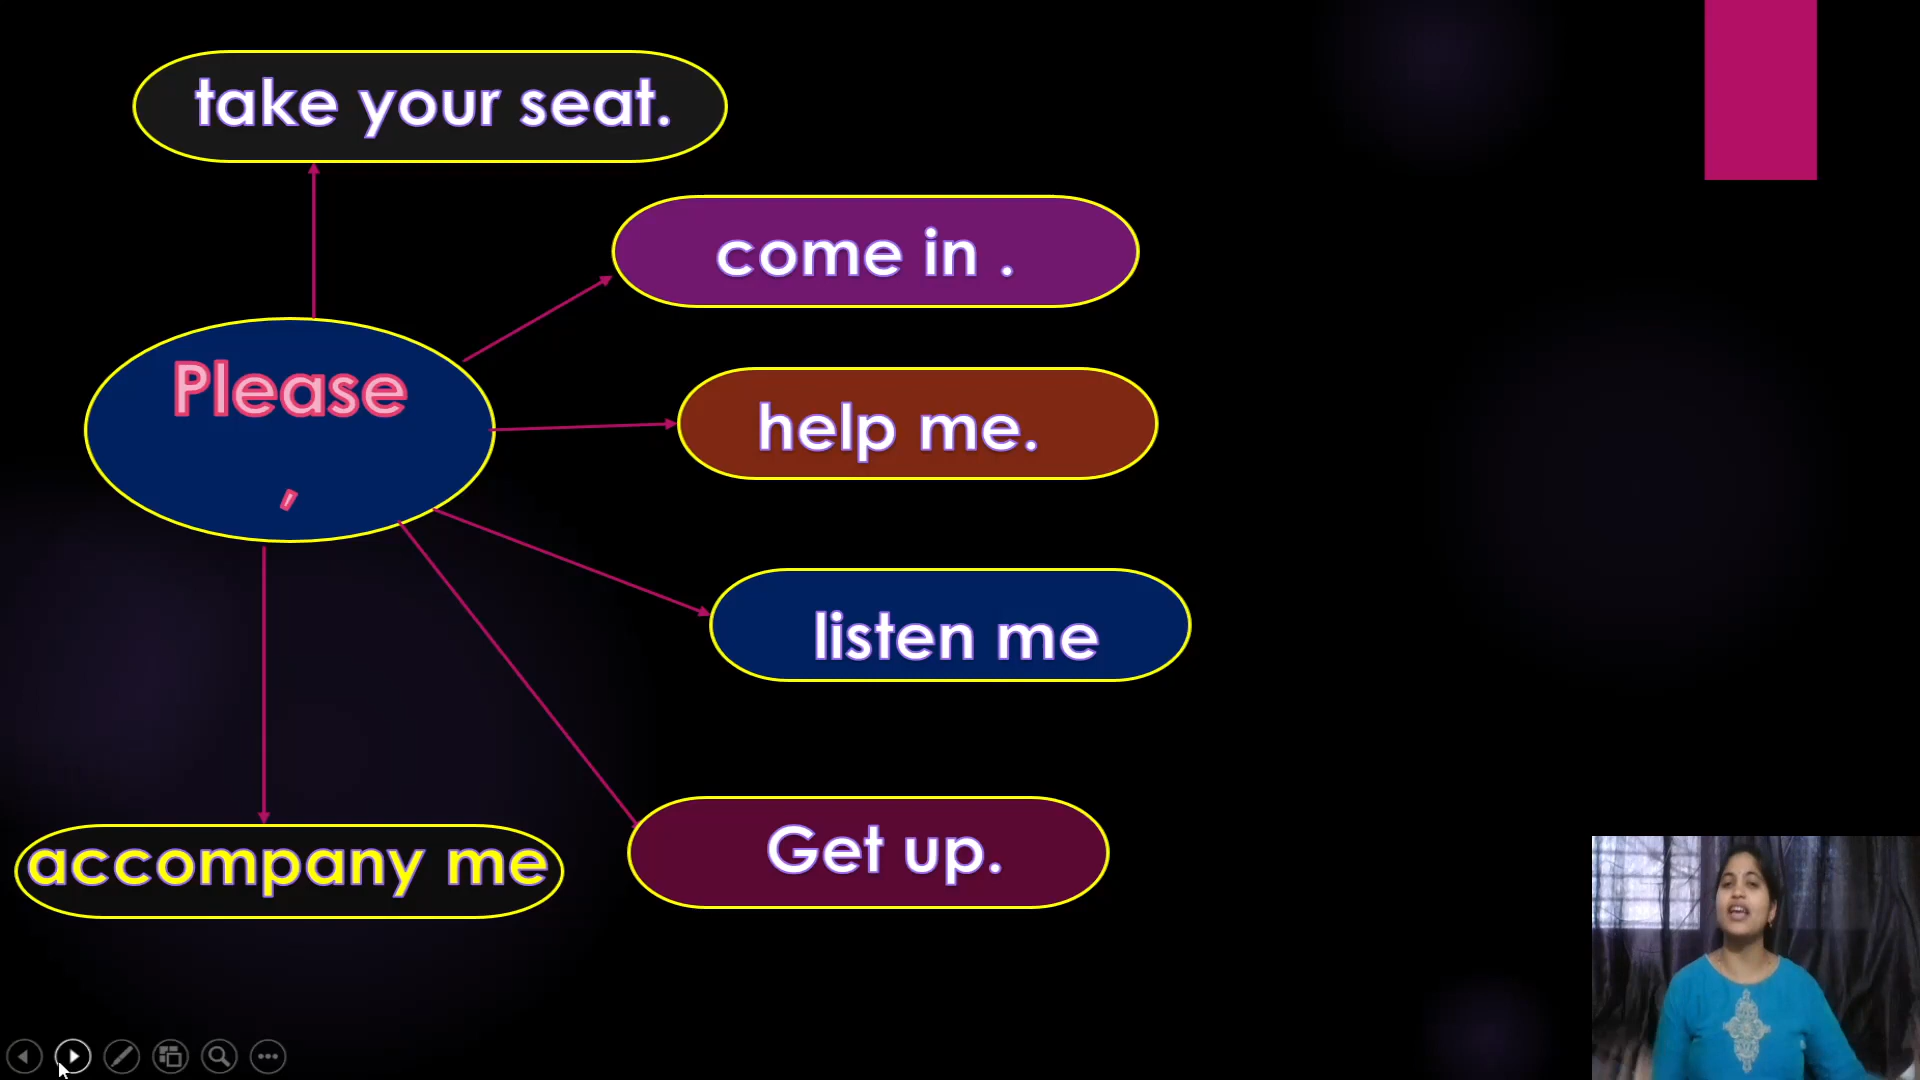 take your seat.
come in .
Please
,
help me.
listen me
Get up.
accompany me